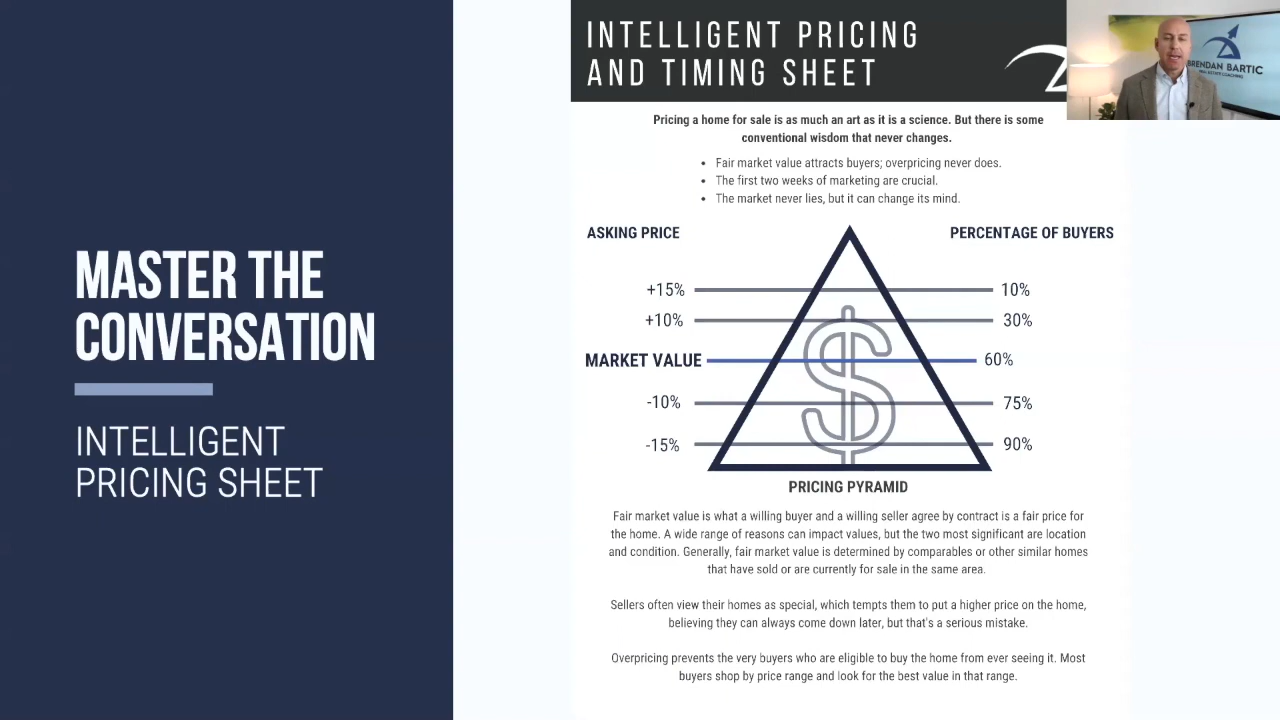 MASTER THE
CONVERSATION
INTELLIGENT
PRICING SHEET
INTELLIGENT PRICING
AND TIMING SHEET
BRENDAN BARTIC
REAL ESTATE COACHING
Pricing a home for sale is as much an art as it is a science. But there is some
conventional wisdom that never changes.
• Fair market value attracts buyers; overpricing never does.
• The first two weeks of marketing are crucial.
• The market never lies, but it can change its mind.
ASKING PRICE PERCENTAGE OF BUYERS
+15% 10%
+10% 30%
MARKET VALUE 60%
-10% 75%
-15% 90%
$
PRICING PYRAMID
Fair market value is what a willing buyer and a willing seller agree by contract is a fair price for
the home. A wide range of reasons can impact values, but the two most significant are location
and condition. Generally, fair market value is determined by comparables or other similar homes
that have sold or are currently for sale in the same area.
Sellers often view their homes as special, which tempts them to put a higher price on the home,
believing they can always come down later, but that's a serious mistake.
Overpricing prevents the very buyers who are eligible to buy the home from ever seeing it. Most
buyers shop by price range and look for the best value in that range.